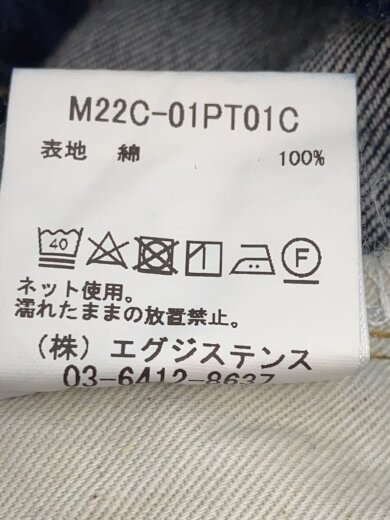 M22C-01PT01C
表地 綿 100%
40 F
ネット使用。
濡れたままの放置禁止。
(株) エグジステンス
03-6412-8637